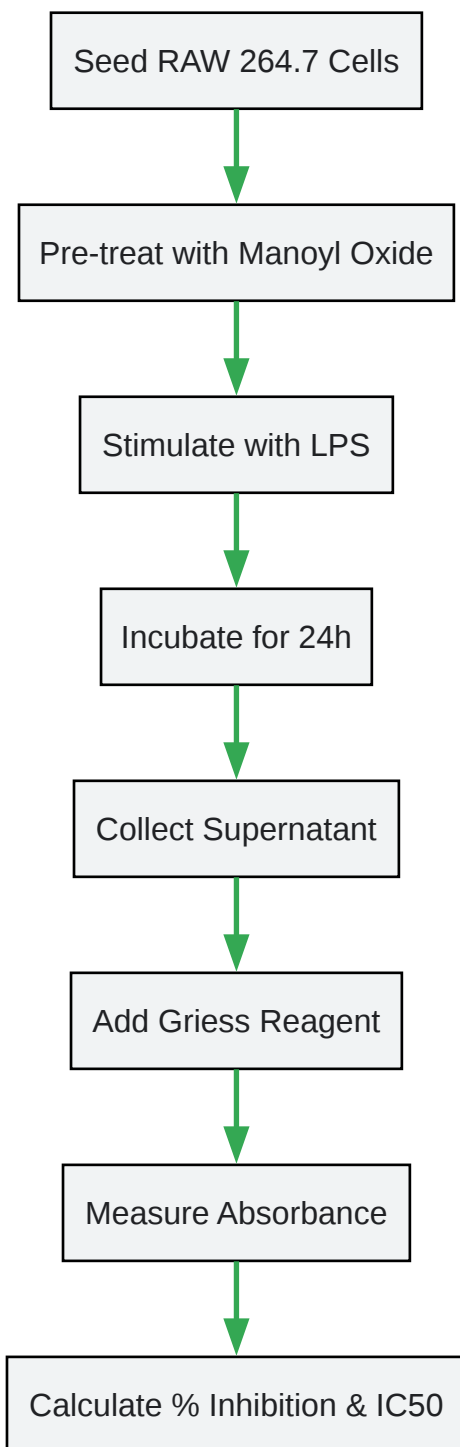 Seed RAW 264.7 Cells
Pre-treat with Manoyl Oxide
Stimulate with LPS
Incubate for 24h
Collect Supernatant
Add Griess Reagent
Measure Absorbance
Calculate % Inhibition & IC50